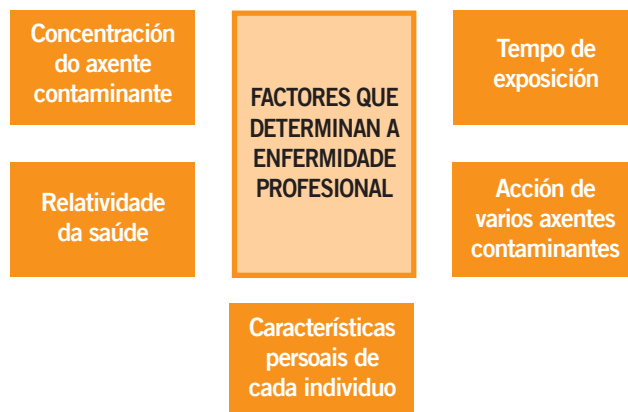 Concentración
do axente
contaminante
FACTORES QUE
DETERMINAN A
ENFERMIDADE
PROFESIONAL
Tempo de
exposición
Relatividade
da saúde
Acción de
varios axentes
contaminantes
Características
persoais de
cada individuo